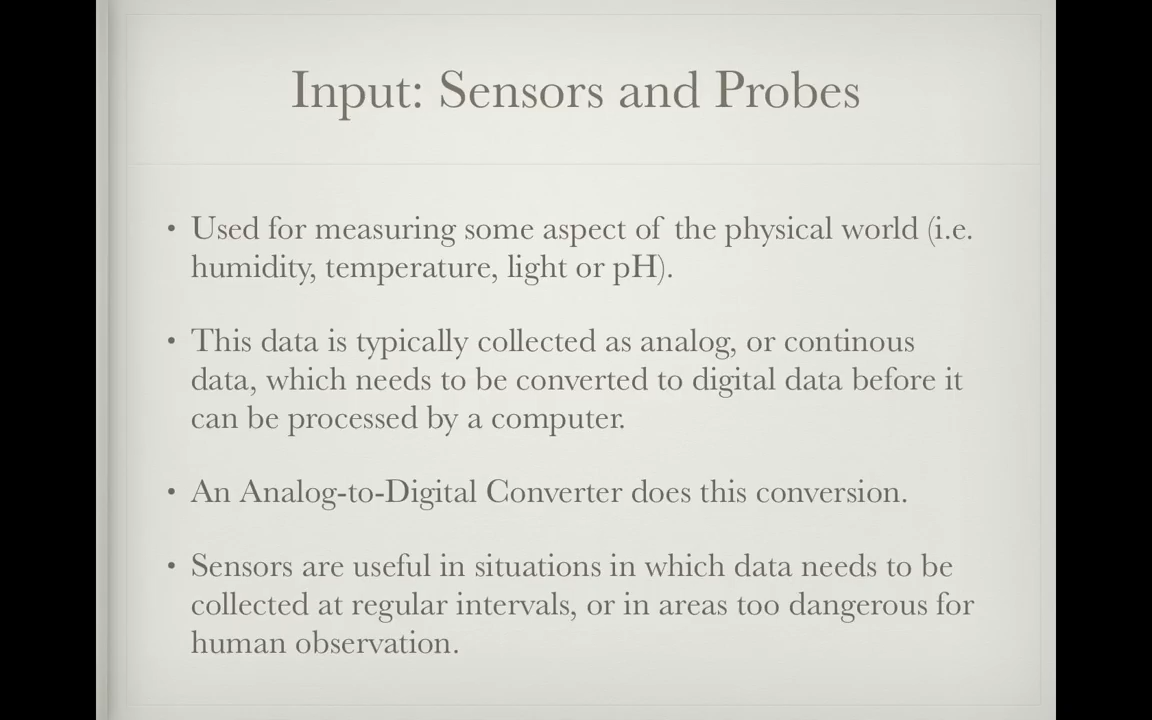 Input: Sensors and Probes
• Used for measuring some aspect of the physical world (i.e.
humidity, temperature, light or pH).
• This data is typically collected as analog, or continous
data, which needs to be converted to digital data before it
can be processed by a computer.
• An Analog-to-Digital Converter does this conversion.
• Sensors are useful in situations in which data needs to be
collected at regular intervals, or in areas too dangerous for
human observation.